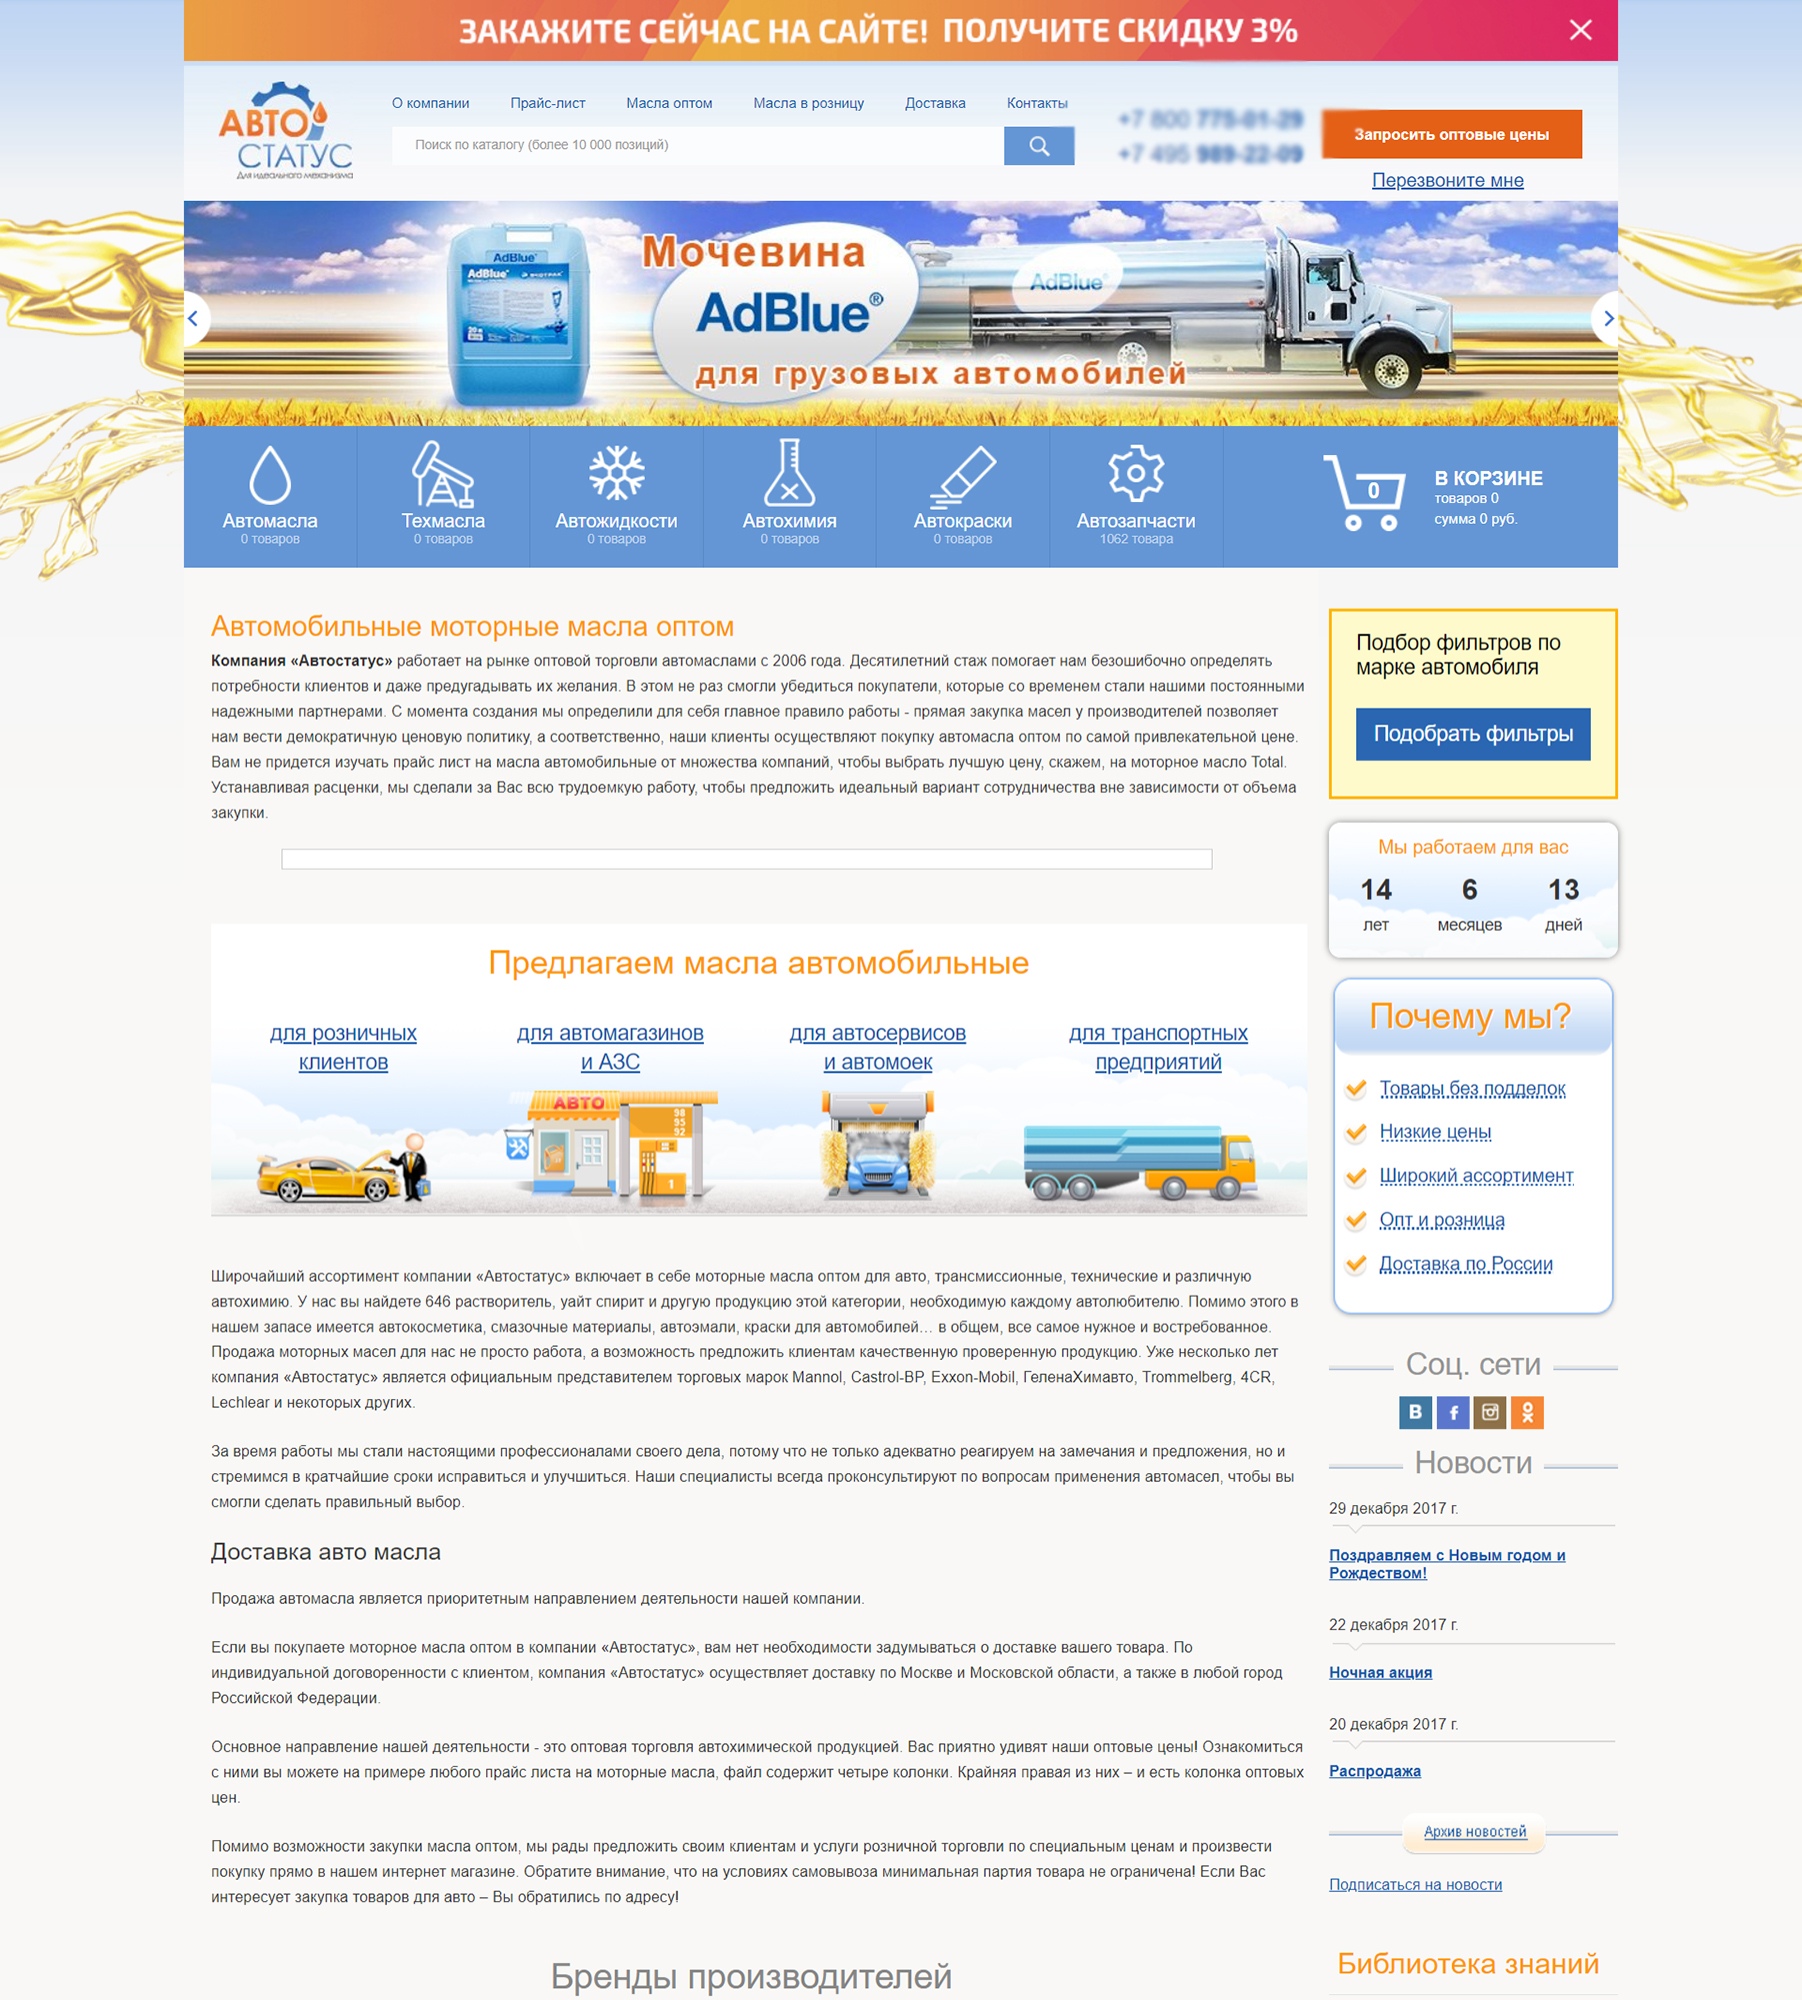 ЗАКАЖИТЕ СЕЙЧАС НА САЙТЕ! ПОЛУЧИТЕ СКИДКУ 3%
АВТО
СТАТУС
Для идеального механизма
О компании Прайс-лист Масла оптом Масла в розницу Доставка Контакты
Поиск по каталогу (более 10 000 позиций)
+7 800 775-01-29
+7 495 989-22-09
Запросить оптовые цены
Перезвоните мне
Мочевина
AdBlue®
для грузовых автомобилей
AdBlue®
AdBlue®
AdBlue®
Автомасла
0 товаров
Техмасла
0 товаров
Автожидкости
0 товаров
Автохимия
0 товаров
Автокраски
0 товаров
Автозапчасти
1062 товара
0
В КОРЗИНЕ
товаров 0
сумма 0 руб.
Автомобильные моторные масла оптом
Компания «Автостатус» работает на рынке оптовой торговли автомаслами с 2006 года. Десятилетний стаж помогает нам безошибочно определять
потребности клиентов и даже предугадывать их желания. В этом не раз смогли убедиться покупатели, которые со временем стали нашими постоянными
надежными партнерами. С момента создания мы определили для себя главное правило работы - прямая закупка масел у производителей позволяет
нам вести демократичную ценовую политику, а соответственно, наши клиенты осуществляют покупку автомасла оптом по самой привлекательной цене.
Вам не придется изучать прайс лист на масла автомобильные от множества компаний, чтобы выбрать лучшую цену, скажем, на моторное масло Total.
Устанавливая расценки, мы сделали за Вас всю трудоемкую работу, чтобы предложить идеальный вариант сотрудничества вне зависимости от объема
закупки.
Предлагаем масла автомобильные
для розничных
клиентов
для автомагазинов
и АЗС
для автосервисов
и автомоек
для транспортных
предприятий
АВТО
98
95
92
1
Широчайший ассортимент компании «Автостатус» включает в себе моторные масла оптом для авто, трансмиссионные, технические и различную
автохимию. У нас вы найдете 646 растворитель, уайт спирит и другую продукцию этой категории, необходимую каждому автолюбителю. Помимо этого в
нашем запасе имеется автокосметика, смазочные материалы, автоэмали, краски для автомобилей… в общем, все самое нужное и востребованное.
Продажа моторных масел для нас не просто работа, а возможность предложить клиентам качественную проверенную продукцию. Уже несколько лет
компания «Автостатус» является официальным представителем торговых марок Mannol, Castrol-BP, Exxon-Mobil, ГеленаХимавто, Trommelberg, 4CR,
Lechlear и некоторых других.
За время работы мы стали настоящими профессионалами своего дела, потому что не только адекватно реагируем на замечания и предложения, но и
стремимся в кратчайшие сроки исправиться и улучшиться. Наши специалисты всегда проконсультируют по вопросам применения автомасел, чтобы вы
смогли сделать правильный выбор.
Доставка авто масла
Продажа автомасла является приоритетным направлением деятельности нашей компании.
Если вы покупаете моторное масла оптом в компании «Автостатус», вам нет необходимости задумываться о доставке вашего товара. По
индивидуальной договоренности с клиентом, компания «Автостатус» осуществляет доставку по Москве и Московской области, а также в любой город
Российской Федерации.
Основное направление нашей деятельности - это оптовая торговля автохимической продукцией. Вас приятно удивят наши оптовые цены! Ознакомиться
с ними вы можете на примере любого прайс листа на моторные масла, файл содержит четыре колонки. Крайняя правая из них – и есть колонка оптовых
цен.
Помимо возможности закупки масла оптом, мы рады предложить своим клиентам и услуги розничной торговли по специальным ценам и произвести
покупку прямо в нашем интернет магазине. Обратите внимание, что на условиях самовывоза минимальная партия товара не ограничена! Если Вас
интересует закупка товаров для авто – Вы обратились по адресу!
Бренды производителей
Подбор фильтров по
марке автомобиля
Подобрать фильтры
Мы работаем для вас
14 6 13
лет месяцев дней
Почему мы?
Товары без подделок
Низкие цены
Широкий ассортимент
Опт и розница
Доставка по России
Соц. сети
Новости
29 декабря 2017 г.
Поздравляем с Новым годом и
Рождеством!
22 декабря 2017 г.
Ночная акция
20 декабря 2017 г.
Распродажа
Архив новостей
Подписаться на новости
Библиотека знаний